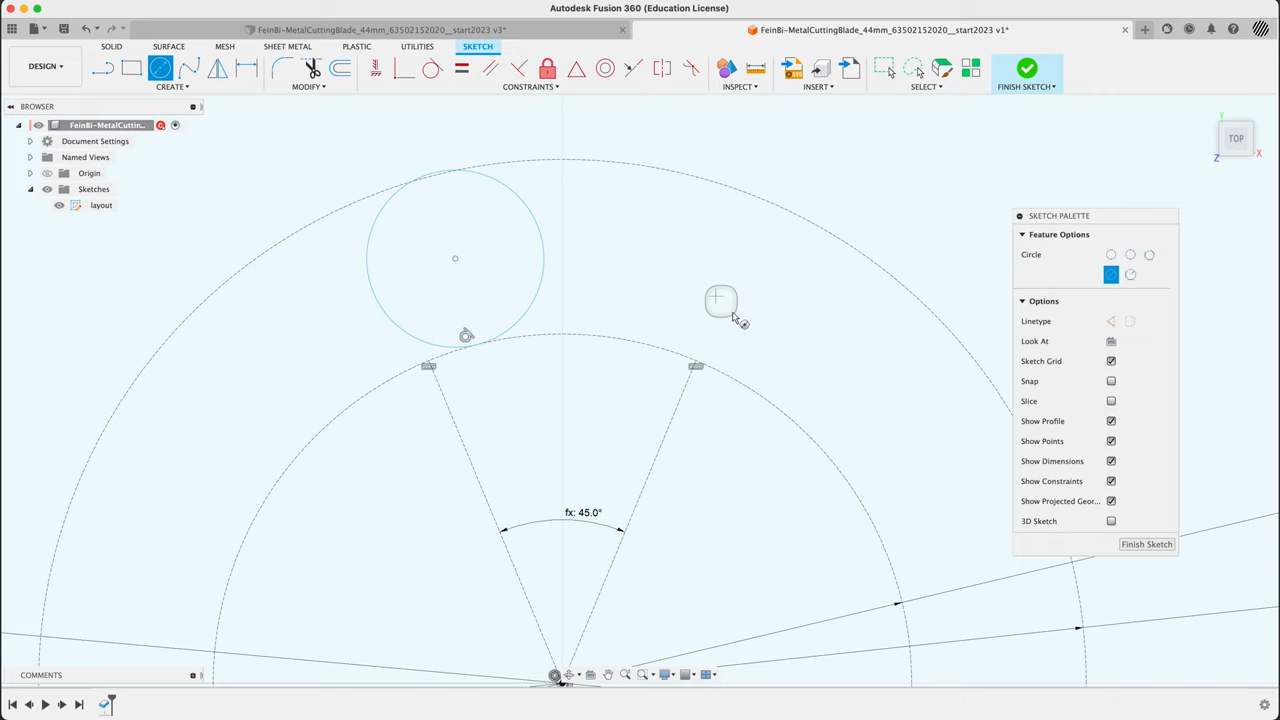 Autodesk Fusion 360 (Education License)
FeinBi-MetalCuttingBlade_44mm_63502152020__start2023 v3*
FeinBi-MetalCuttingBlade_44mm_63502152020__start2023 v1*
SOLID SURFACE MESH SHEET METAL PLASTIC UTILITIES SKETCH
DESIGN
CREATE MODIFY CONSTRAINTS INSPECT INSERT SELECT FINISH SKETCH
BROWSER
FeinBi-MetalCuttin...
Document Settings
Named Views
Origin
Sketches
layout
TOP
Y
X
Z
SKETCH PALETTE
Feature Options
Circle
Options
Linetype
Look At
Sketch Grid
Snap
Slice
Show Profile
Show Points
Show Dimensions
Show Constraints
Show Projected Geor...
3D Sketch
Finish Sketch
fx: 45.0°
COMMENTS